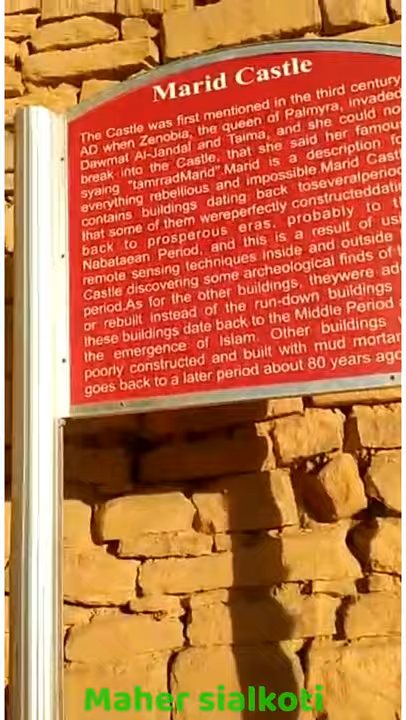 Marid Castle
The Castle was first mentioned in the third century
AD when Zenobia, the queen of Palmyra, invaded
Dawmat Al-Jandal and Taima, and she could no
break into the Castle, that she said her famou
syaing "tamrradMarid".Marid is a description fo
everything rebellious and impossible.Marid Castl
contains buildings dating back toseveralperiod
that some of them wereperfectly constructeddatin
back to prosperous eras, probably to th
Nabataean Period, and this is a result of usi
remote sensing techniques inside and outside
Castle discovering some archeological finds of t
period.As for the other buildings, theywere add
or rebuilt instead of the run-down buildings
these buildings date back to the Middle Period
the emergence of Islam. Other buildings
poorly constructed and built with mud mortar
goes back to a later period about 80 years ago
Maher sialkoti